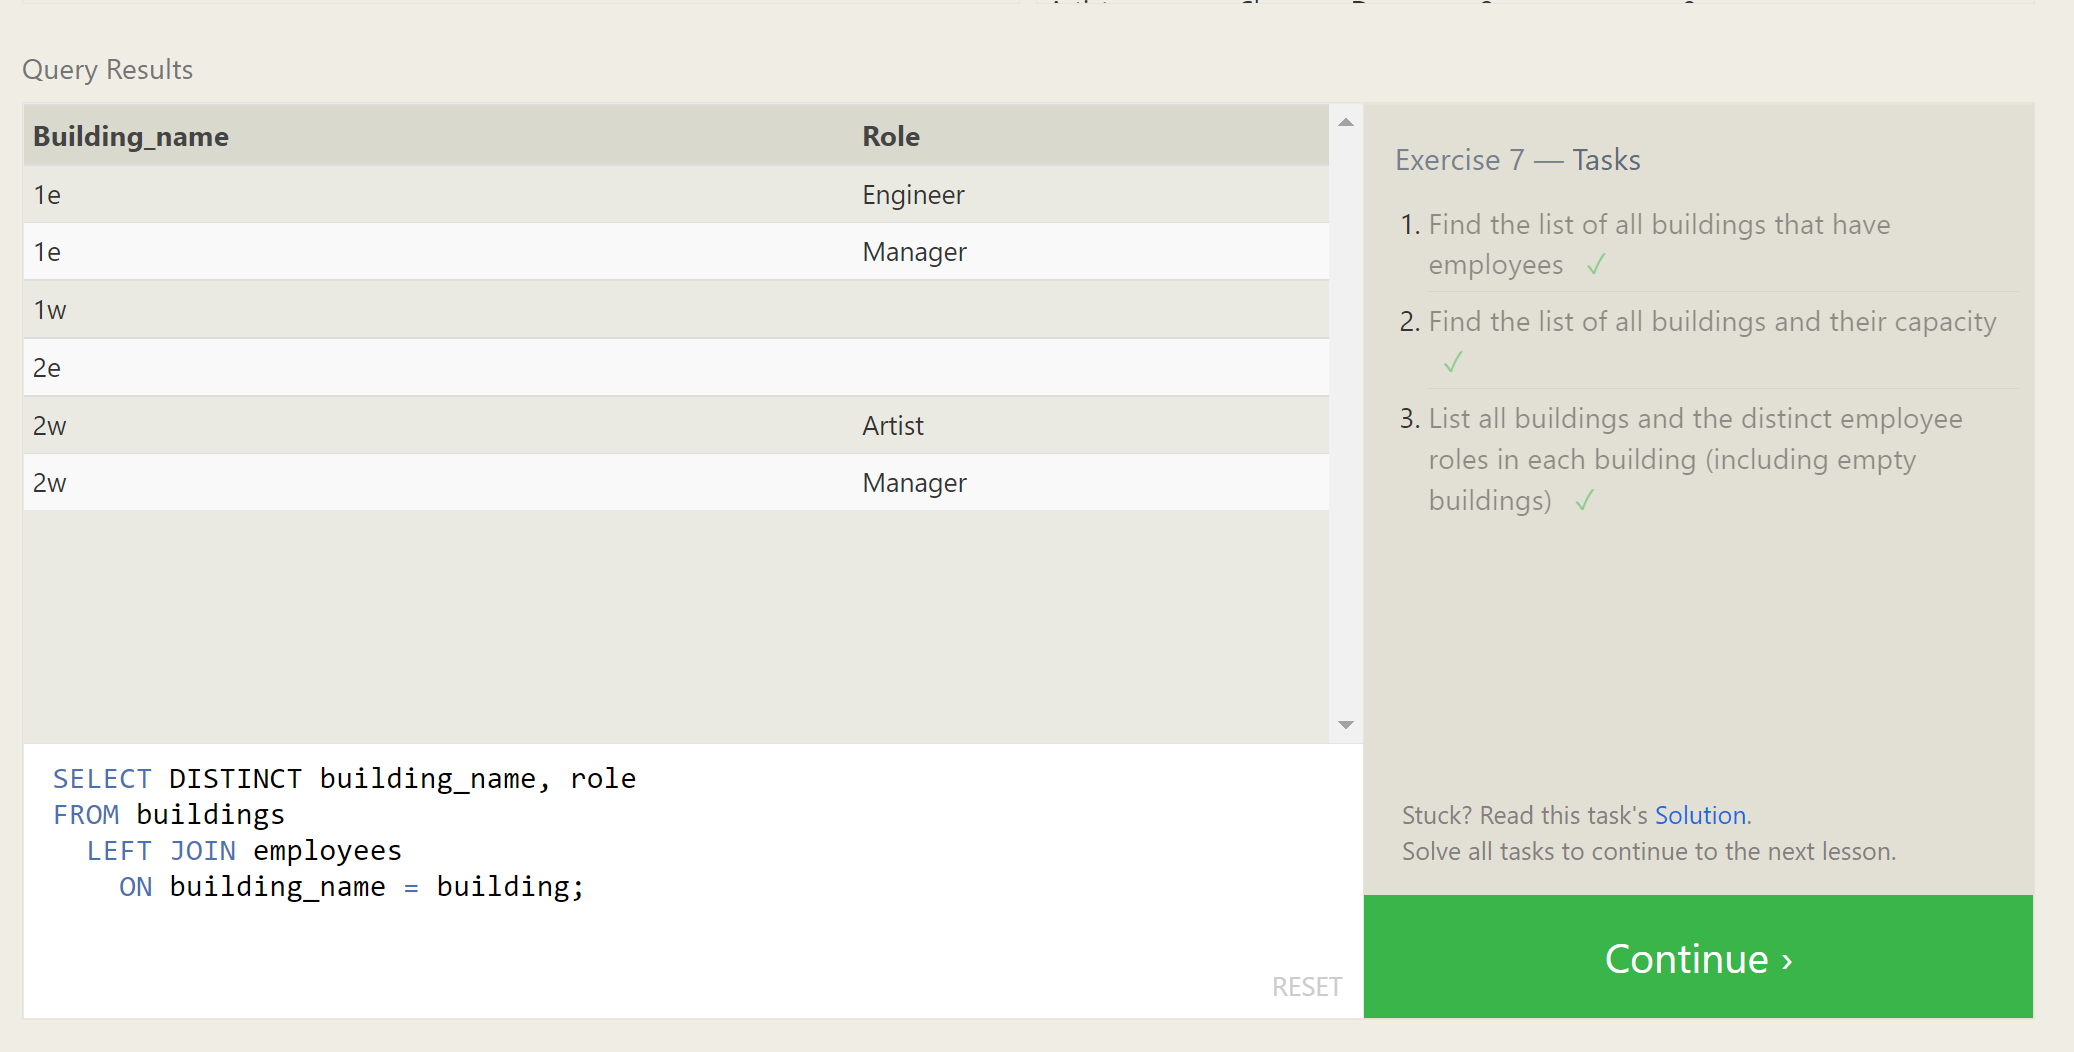 Query Results
Building_name Role
1e Engineer
1e Manager
1w
2e
2w Artist
2w Manager
SELECT DISTINCT building_name, role
FROM buildings
LEFT JOIN employees
ON building_name = building;
RESET
Exercise 7 — Tasks
1. Find the list of all buildings that have
employees ✓
2. Find the list of all buildings and their capacity
✓
3. List all buildings and the distinct employee
roles in each building (including empty
buildings) ✓
Stuck? Read this task's Solution.
Solve all tasks to continue to the next lesson.
Continue ›